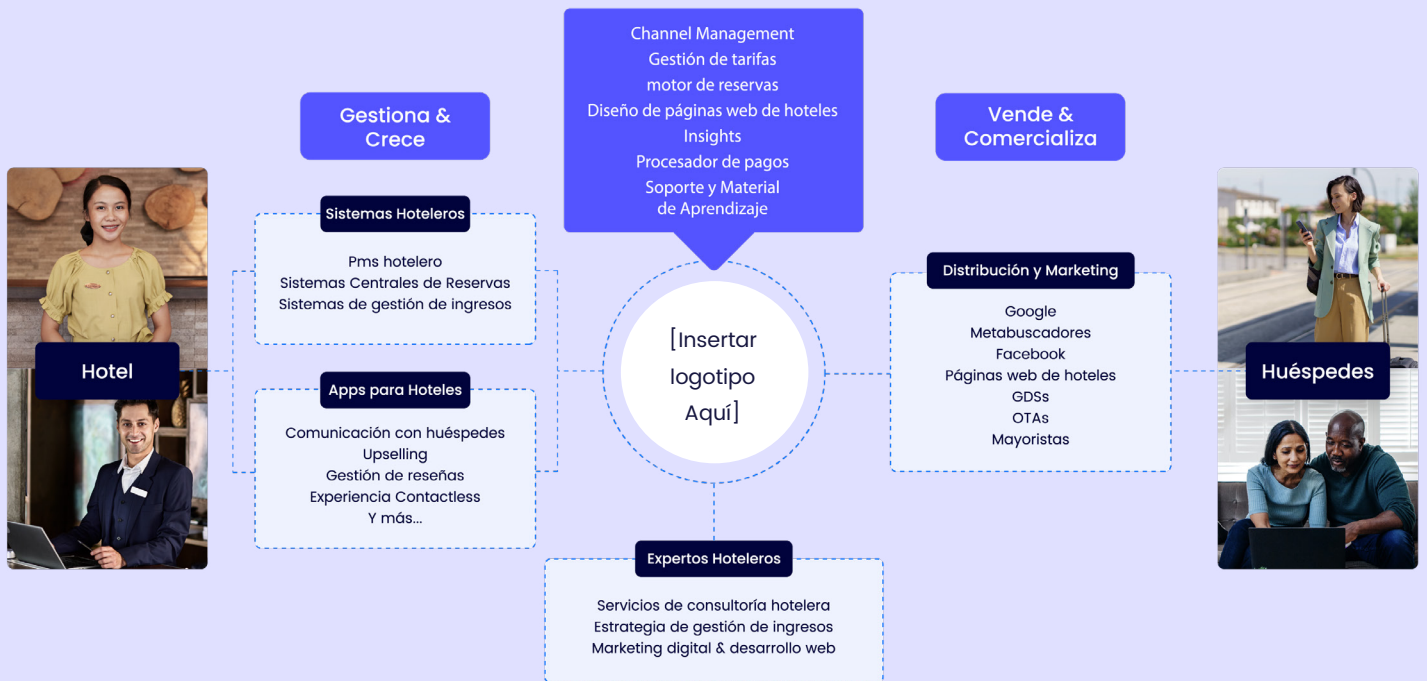 Channel Management
Gestión de tarifas
motor de reservas
Diseño de páginas web de hoteles
Insights
Procesador de pagos
Soporte y Material
de Aprendizaje
Gestiona &
Crece
Vende &
Comercializa
Hotel
Sistemas Hoteleros
Pms hotelero
Sistemas Centrales de Reservas
Sistemas de gestión de ingresos
Apps para Hoteles
Comunicación con huéspedes
Upselling
Gestión de reseñas
Experiencia Contactless
Y más...
[Insertar
logotipo
Aquí]
Expertos Hoteleros
Servicios de consultoría hotelera
Estrategia de gestión de ingresos
Marketing digital & desarrollo web
Distribución y Marketing
Google
Metabuscadores
Facebook
Páginas web de hoteles
GDSs
OTAs
Mayoristas
Huéspedes